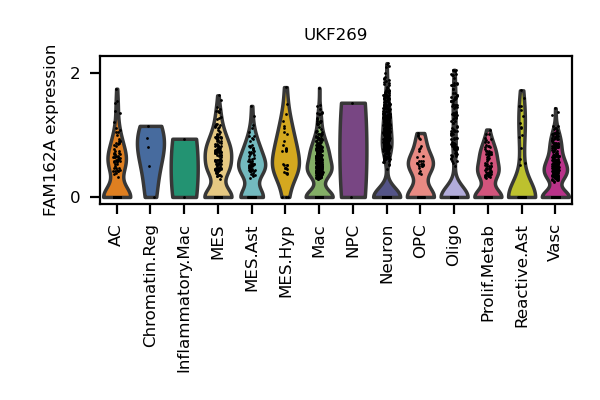 UKF269
FAM162A expression
2
0
AC
Chromatin.Reg
Inflammatory.Mac
MES
MES.Ast
MES.Hyp
Mac
NPC
Neuron
OPC
Oligo
Prolif.Metab
Reactive.Ast
Vasc